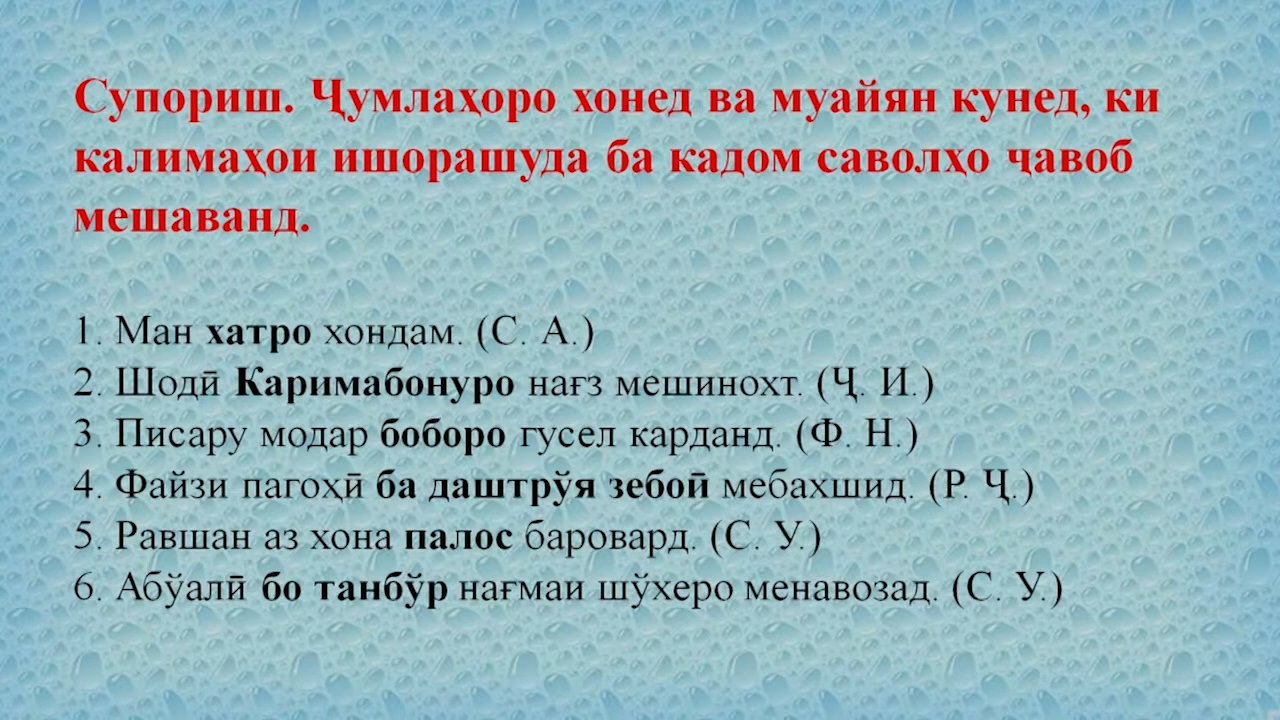 Супориш. Ҷумлаҳоро хонед ва муайян кунед, ки
калимаҳои ишорашуда ба кадом саволҳо ҷавоб
мешаванд.
1. Ман хатро хондам. (С. А.)
2. Шодӣ Каримабонуро нағз мешинохт. (Ҷ. И.)
3. Писару модар боборо гусел карданд. (Ф. Н.)
4. Файзи пагоҳӣ ба даштрӯя зебоӣ мебахшид. (Р. Ҷ.)
5. Равшан аз хона палос баровард. (С. У.)
6. Абӯалӣ бо танбӯр нағмаи шӯхеро менавозад. (С. У.)